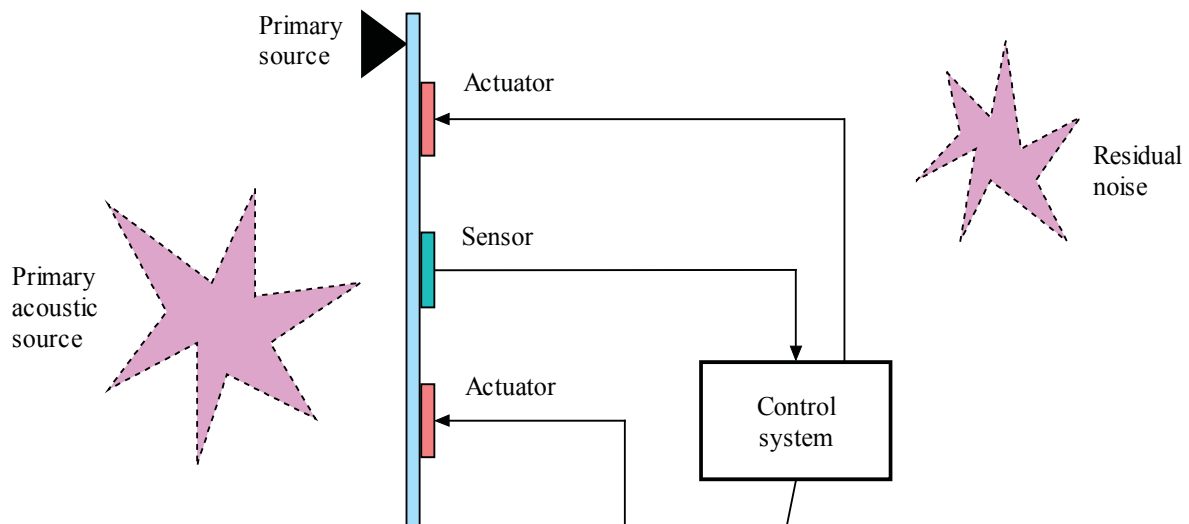 Primary
source
Actuator
Residual
noise
Sensor
Primary
acoustic
source
Actuator
Control
system